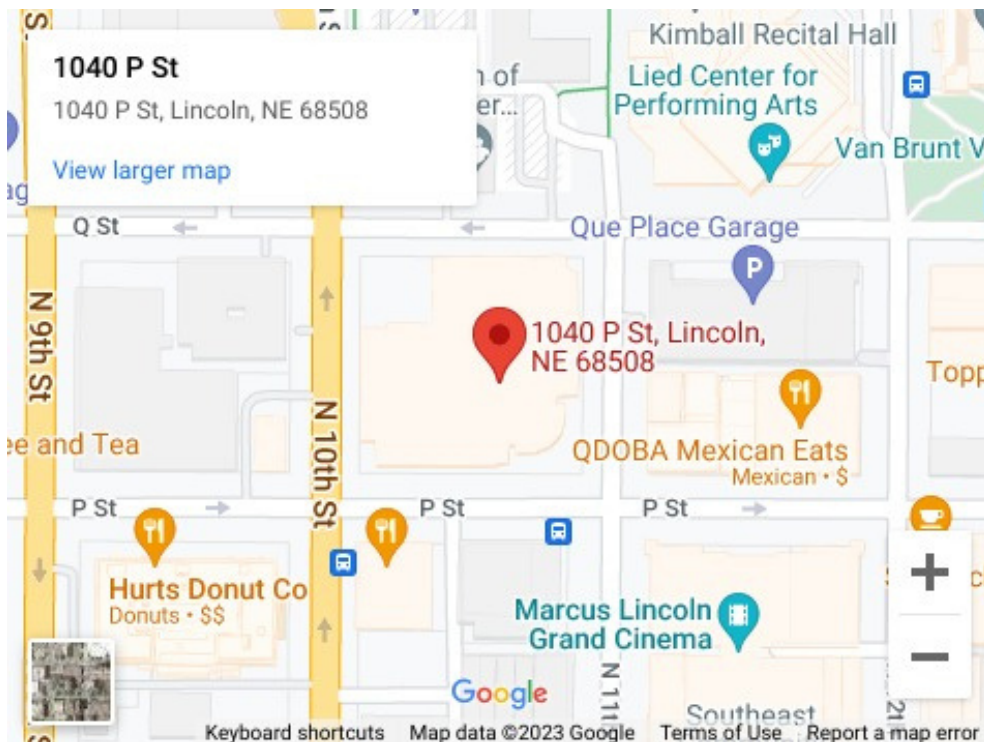 1040 P St
1040 P St, Lincoln, NE 68508
View larger map
Kimball Recital Hall
Lied Center for
Performing Arts
Van Brunt V
Q St
Que Place Garage
P
N 9th St
1040 P St, Lincoln,
NE 68508
Topp
N 10th St
ee and Tea
QDOBA Mexican Eats
Mexican • $
P St
P St
P St
Hurts Donut Co
Donuts • $$
Marcus Lincoln
Grand Cinema
N 11th
Google
Southeast
Keyboard shortcuts
Map data ©2023 Google
Terms of Use
Report a map error